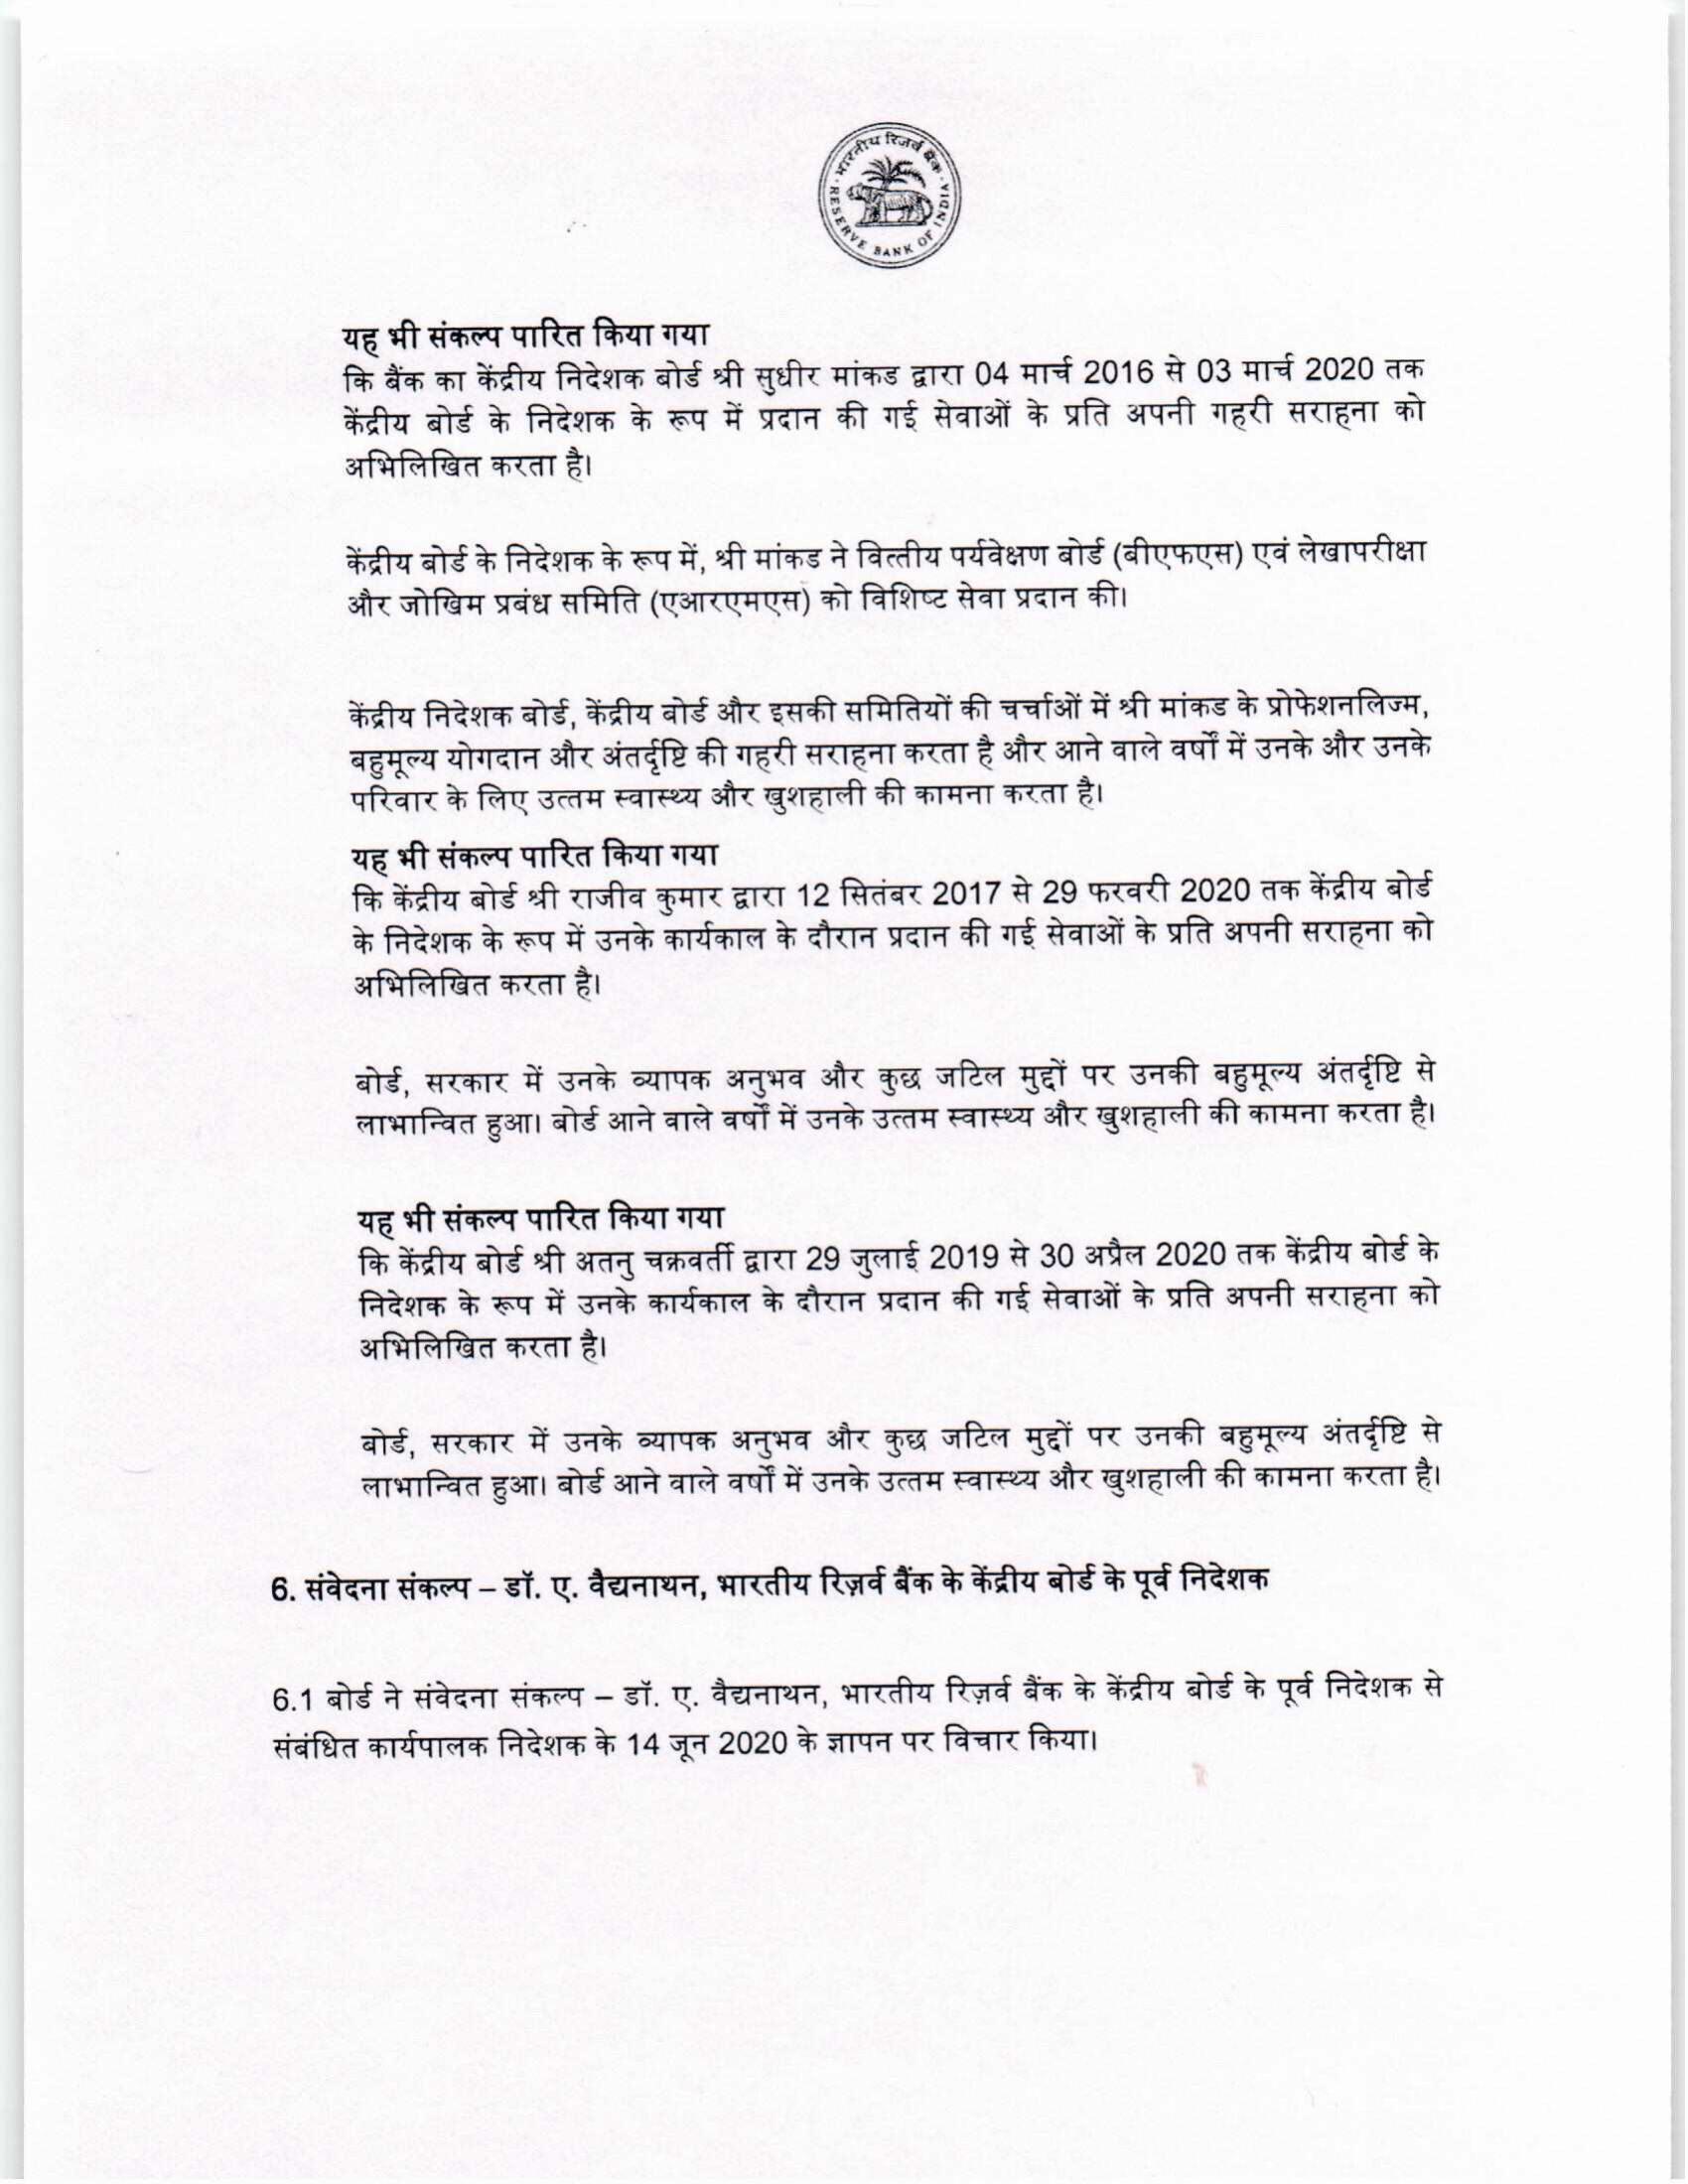 भारतीय रिज़र्व बैंक
RESERVE BANK OF INDIA
यह भी संकल्प पारित किया गया
कि बैंक का केंद्रीय निदेशक बोर्ड श्री सुधीर मांकड द्वारा 04 मार्च 2016 से 03 मार्च 2020 तक
केंद्रीय बोर्ड के निदेशक के रूप में प्रदान की गई सेवाओं के प्रति अपनी गहरी सराहना को
अभिलिखित करता है।
केंद्रीय बोर्ड के निदेशक के रूप में, श्री मांकड ने वित्तीय पर्यवेक्षण बोर्ड (बीएफएस) एवं लेखापरीक्षा
और जोखिम प्रबंध समिति (एआरएमएस) को विशिष्ट सेवा प्रदान की।
केंद्रीय निदेशक बोर्ड, केंद्रीय बोर्ड और इसकी समितियों की चर्चाओं में श्री मांकड के प्रोफेशनलिज्म,
बहुमूल्य योगदान और अंतर्दृष्टि की गहरी सराहना करता है और आने वाले वर्षों में उनके और उनके
परिवार के लिए उत्तम स्वास्थ्य और खुशहाली की कामना करता है।
यह भी संकल्प पारित किया गया
कि केंद्रीय बोर्ड श्री राजीव कुमार द्वारा 12 सितंबर 2017 से 29 फरवरी 2020 तक केंद्रीय बोर्ड
के निदेशक के रूप में उनके कार्यकाल के दौरान प्रदान की गई सेवाओं के प्रति अपनी सराहना को
अभिलिखित करता है।
बोर्ड, सरकार में उनके व्यापक अनुभव और कुछ जटिल मुद्दों पर उनकी बहुमूल्य अंतर्दृष्टि से
लाभान्वित हुआ। बोर्ड आने वाले वर्षों में उनके उत्तम स्वास्थ्य और खुशहाली की कामना करता है।
यह भी संकल्प पारित किया गया
कि केंद्रीय बोर्ड श्री अतनु चक्रवर्ती द्वारा 29 जुलाई 2019 से 30 अप्रैल 2020 तक केंद्रीय बोर्ड के
निदेशक के रूप में उनके कार्यकाल के दौरान प्रदान की गई सेवाओं के प्रति अपनी सराहना को
अभिलिखित करता है।
बोर्ड, सरकार में उनके व्यापक अनुभव और कुछ जटिल मुद्दों पर उनकी बहुमूल्य अंतर्दृष्टि से
लाभान्वित हुआ। बोर्ड आने वाले वर्षों में उनके उत्तम स्वास्थ्य और खुशहाली की कामना करता है।
6. संवेदना संकल्प – डॉ. ए. वैद्यनाथन, भारतीय रिज़र्व बैंक के केंद्रीय बोर्ड के पूर्व निदेशक
6.1 बोर्ड ने संवेदना संकल्प – डॉ. ए. वैद्यनाथन, भारतीय रिज़र्व बैंक के केंद्रीय बोर्ड के पूर्व निदेशक से
संबंधित कार्यपालक निदेशक के 14 जून 2020 के ज्ञापन पर विचार किया।